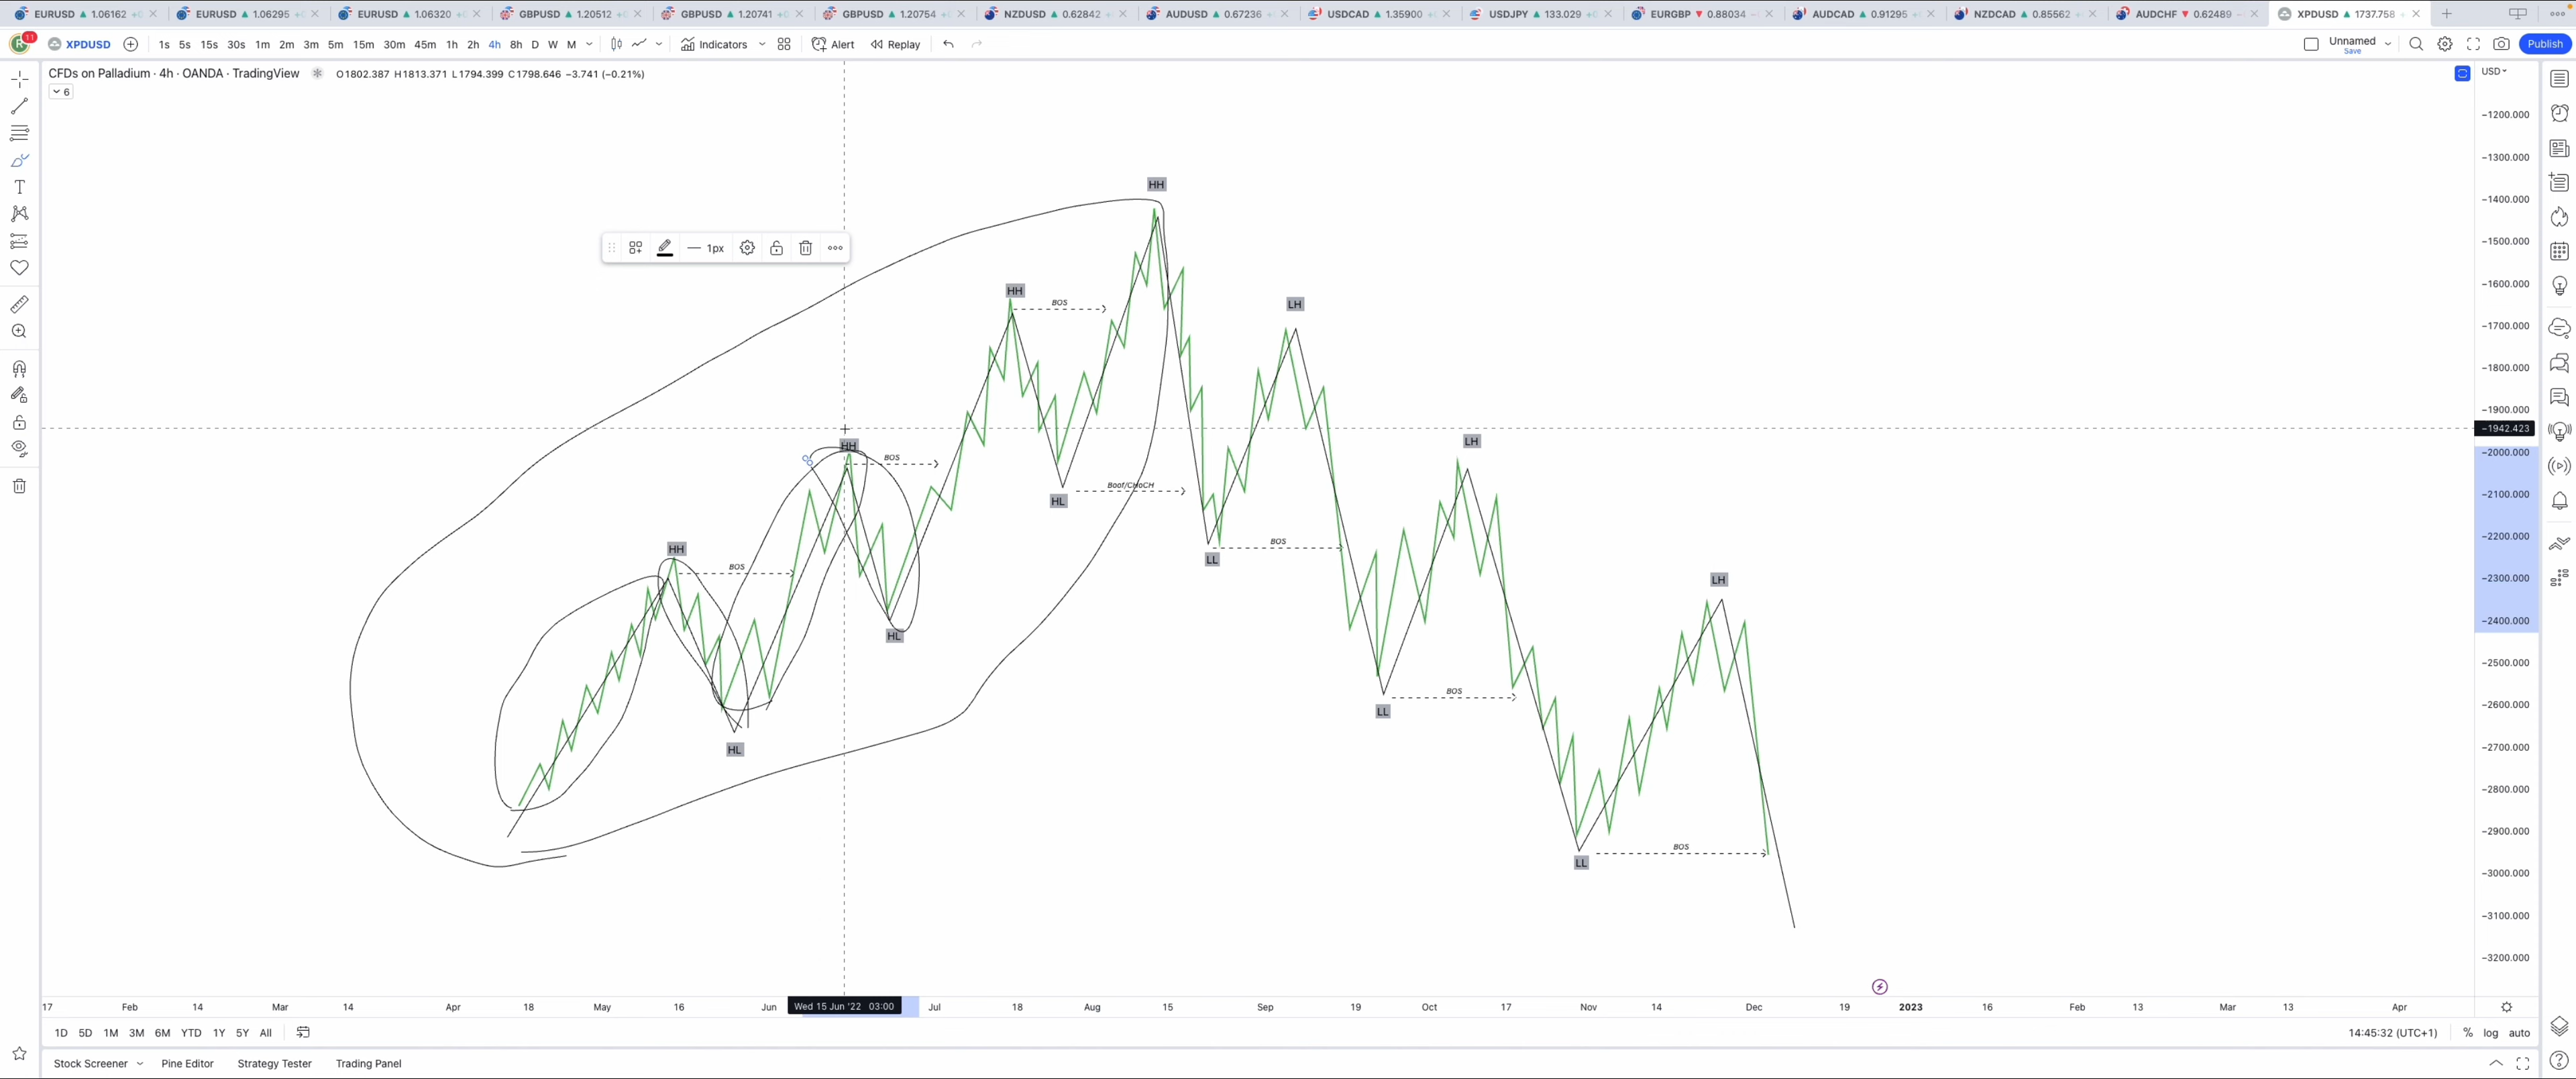 EURUSD ▲ 1.06162 EURUSD ▲ 1.06295 EURUSD ▲ 1.06320 GBPUSD ▲ 1.20512 GBPUSD ▲ 1.20741 GBPUSD ▲ 1.20754 NZDUSD ▲ 0.62842 AUDUSD ▲ 0.67236 USDCAD ▲ 1.35900 USDJPY ▲ 133.029 EURGBP ▼ 0.88034 AUDCAD ▲ 0.91295 NZDCAD ▲ 0.85562 AUDCHF ▼ 0.62489 XPDUSD ▲ 1737.758
11 XPDUSD 1s 5s 15s 30s 1m 2m 3m 5m 15m 30m 45m 1h 2h 4h 8h D W M Indicators Alert Replay Unnamed Publish
Save
CFDs on Palladium · 4h · OANDA · TradingView O1802.387 H1813.371 L1794.399 C1798.646 −3.741 (−0.21%) USD
6
−1200.000
−1300.000
HH
−1400.000
−1500.000
1px
HH −1600.000
BOS LH
−1700.000
−1800.000
−1900.000
−1942.423
HH LH
BOS −2000.000
Boof/CHoCH −2100.000
HL
BOS −2200.000
HH LL
BOS LH −2300.000
−2400.000
HL
−2500.000
BOS −2600.000
LL
HL −2700.000
−2800.000
BOS −2900.000
LL
−3000.000
−3100.000
−3200.000
17 Feb 14 Mar 14 Apr 18 May 16 Jun Wed 15 Jun '22 03:00 Jul 18 Aug 15 Sep 19 Oct 17 Nov 14 Dec 19 2023 16 Feb 13 Mar 13 Apr
1D 5D 1M 3M 6M YTD 1Y 5Y All 14:45:32 (UTC+1) % log auto
Stock Screener Pine Editor Strategy Tester Trading Panel